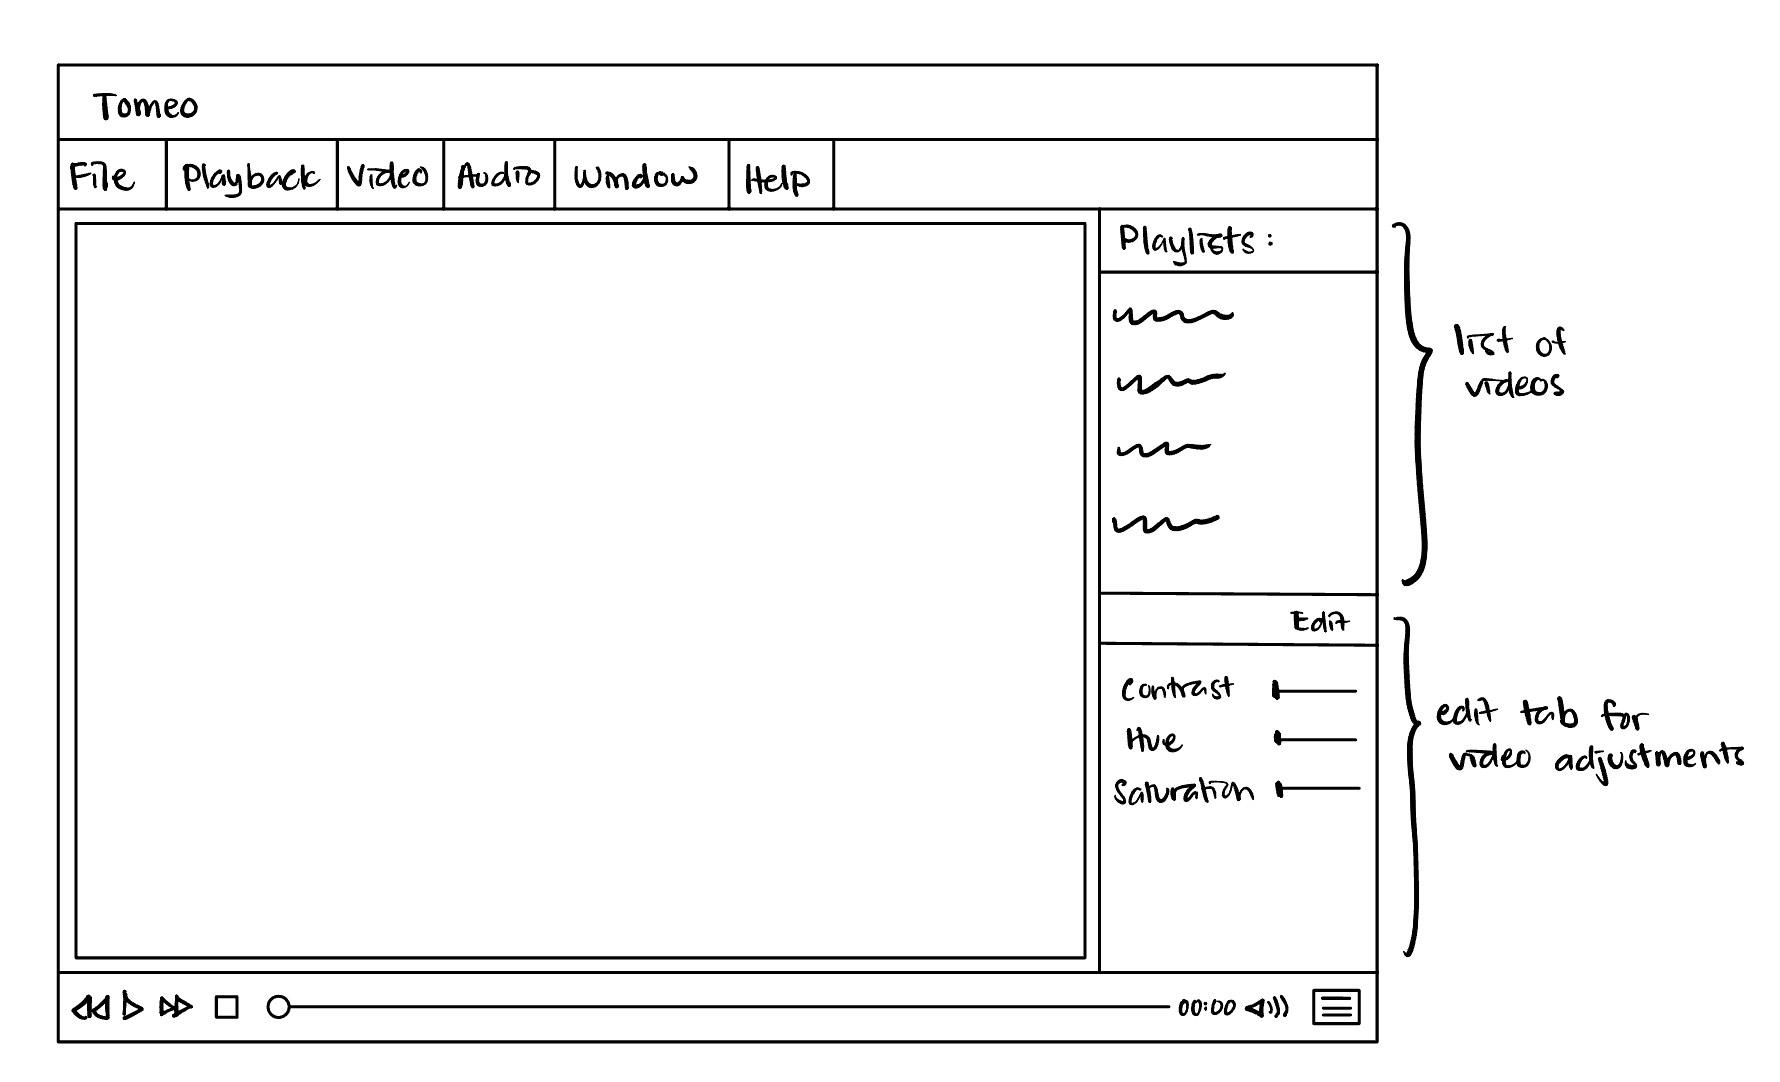 Tomeo
File Playback Video Audio Window Help
Playlists:
list of
videos
Edit
Contrast
Hue
Saturation
edit tab for
video adjustments
00:00